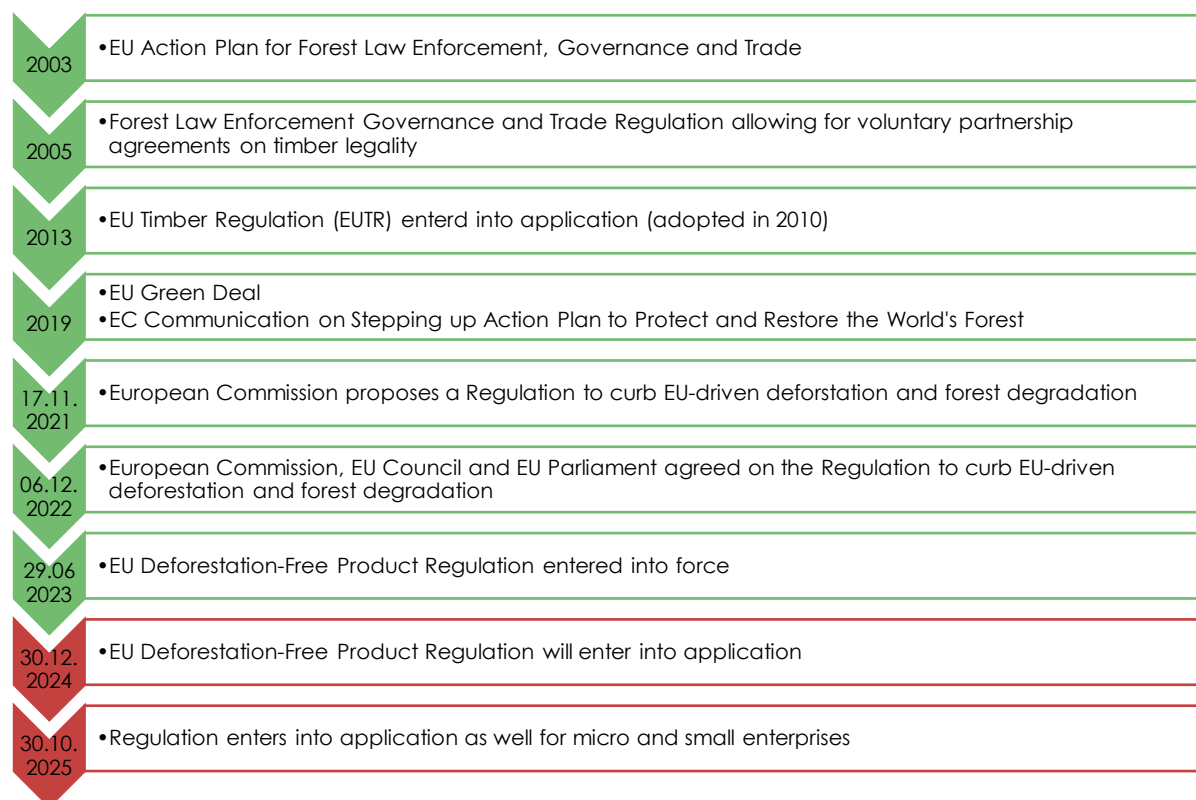 2003
•EU Action Plan for Forest Law Enforcement, Governance and Trade
2005
•Forest Law Enforcement Governance and Trade Regulation allowing for voluntary partnership
agreements on timber legality
2013
•EU Timber Regulation (EUTR) enterd into application (adopted in 2010)
2019
•EU Green Deal
•EC Communication on Stepping up Action Plan to Protect and Restore the World's Forest
17.11.
2021
•European Commission proposes a Regulation to curb EU-driven deforstation and forest degradation
06.12.
2022
•European Commission, EU Council and EU Parliament agreed on the Regulation to curb EU-driven
deforestation and forest degradation
29.06
2023
•EU Deforestation-Free Product Regulation entered into force
30.12.
2024
•EU Deforestation-Free Product Regulation will enter into application
30.10.
2025
•Regulation enters into application as well for micro and small enterprises